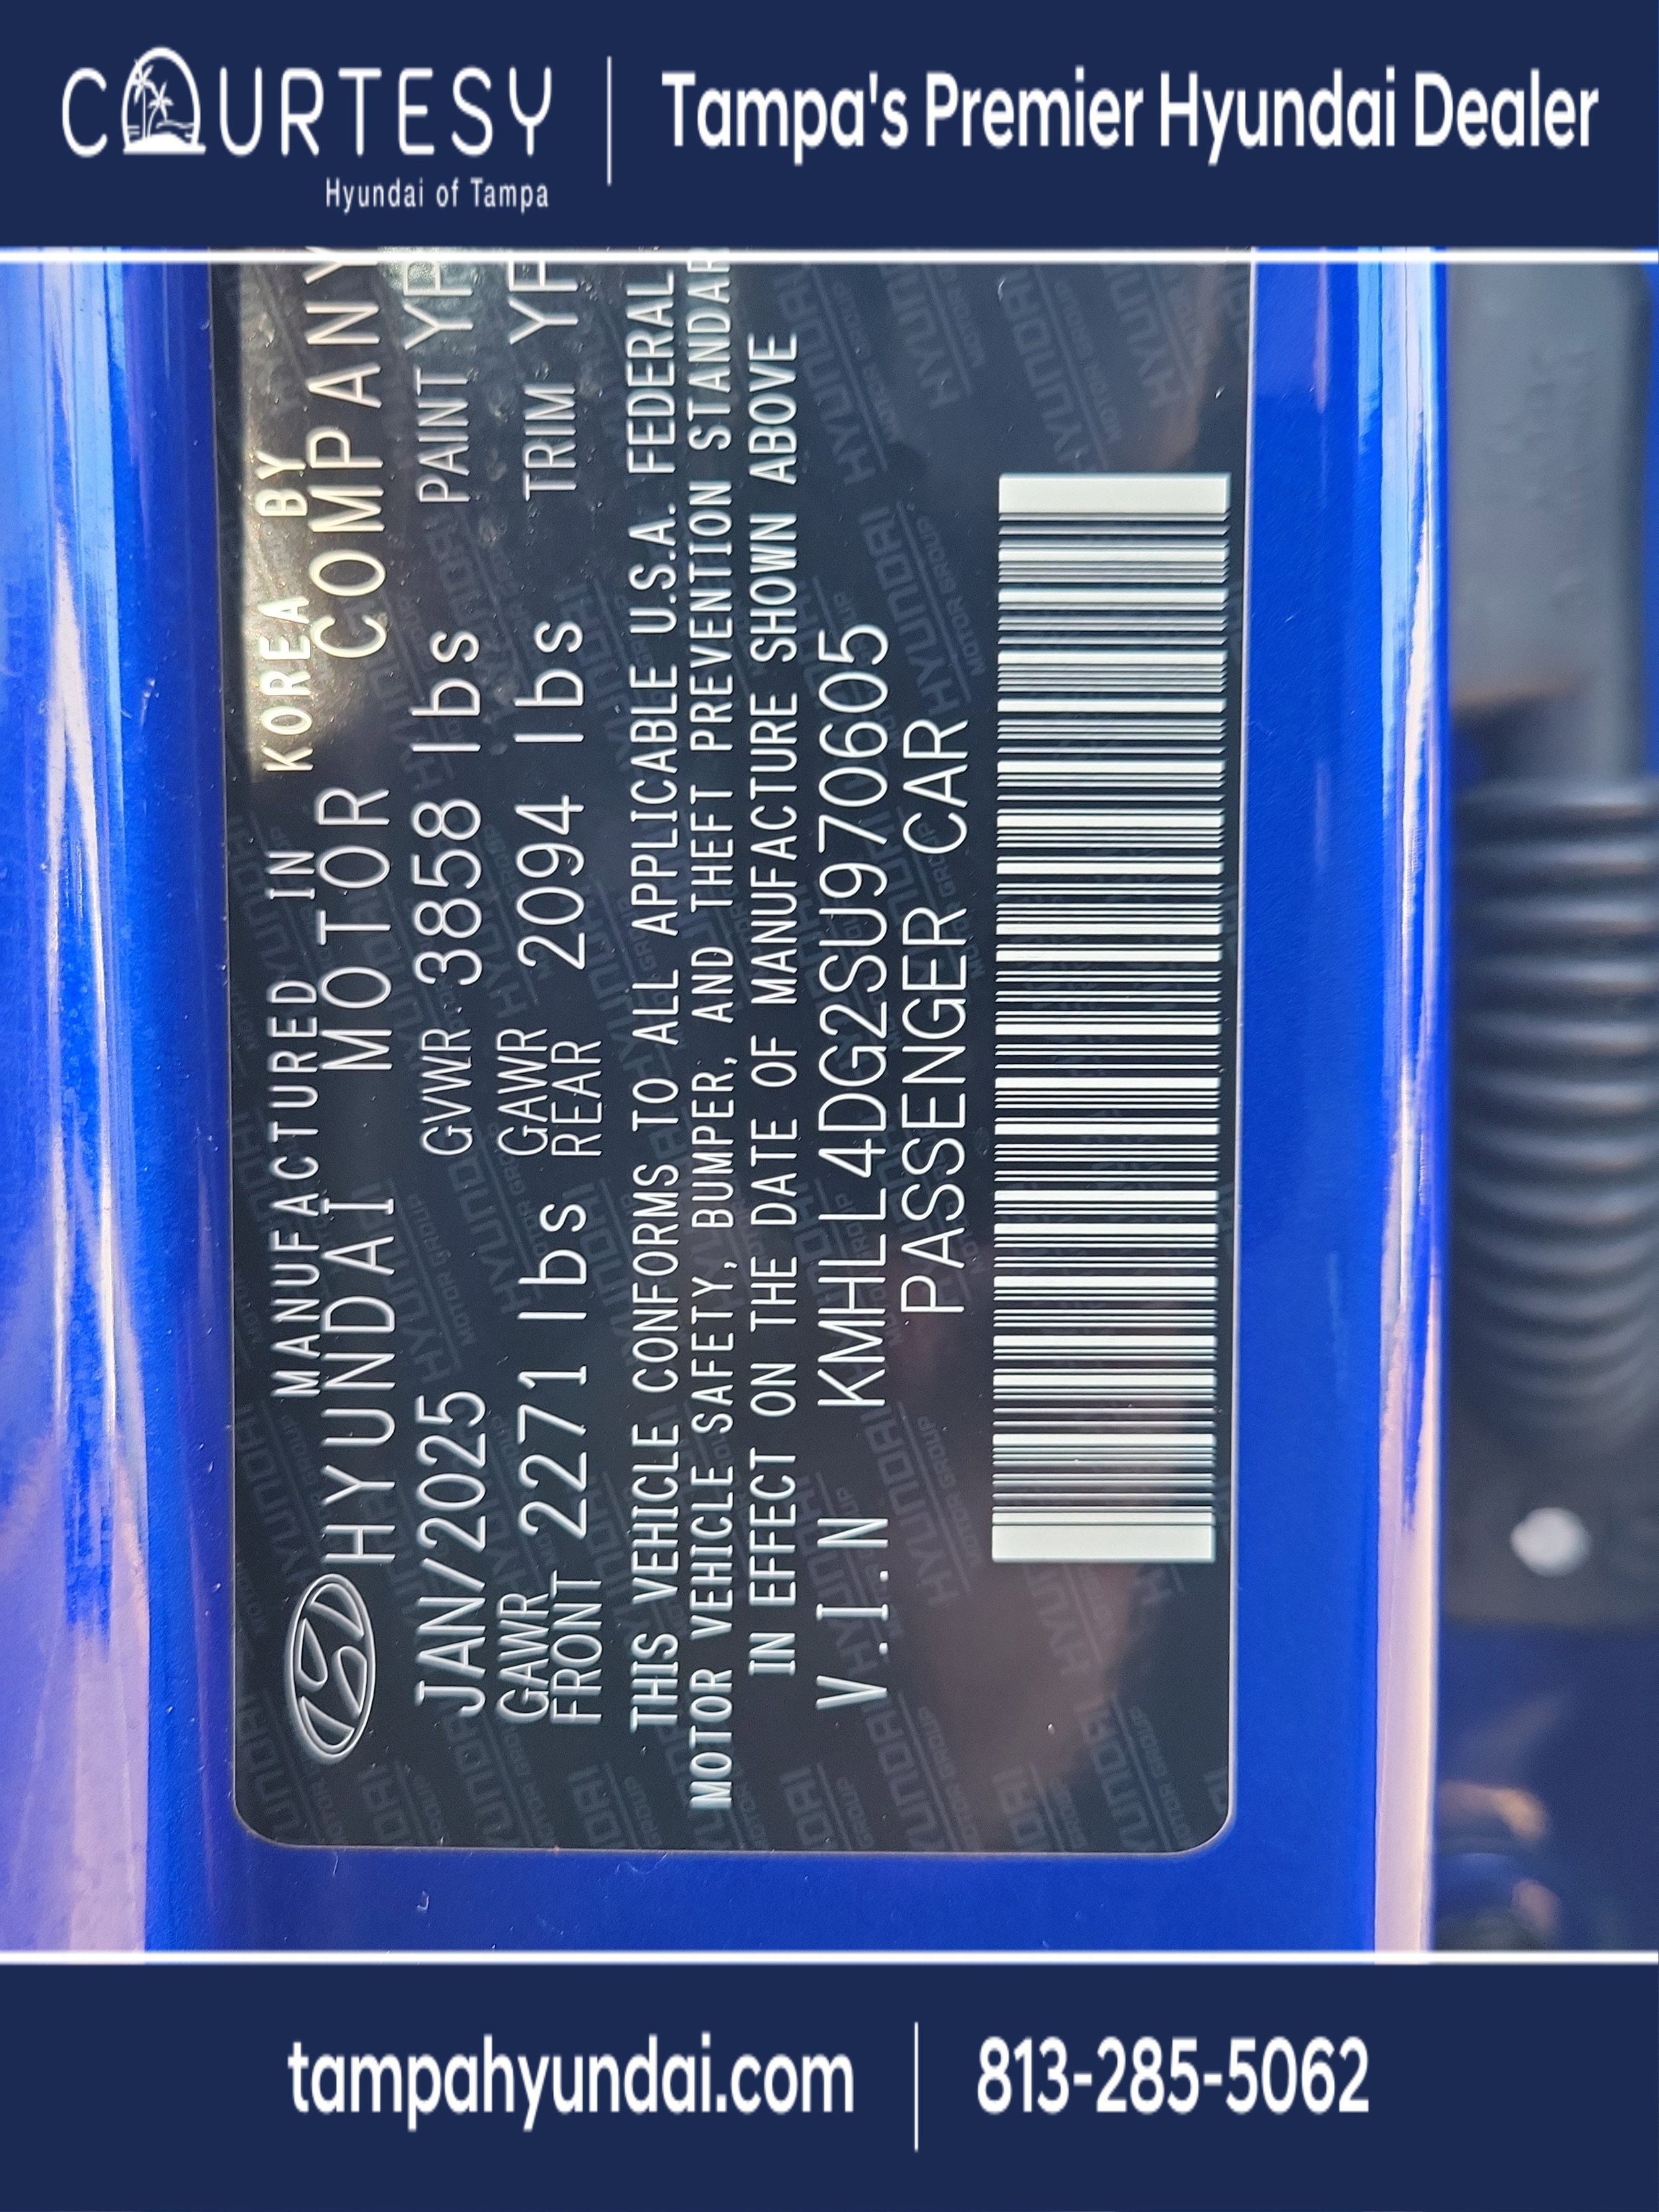 COURTESY
Hyundai of Tampa
Tampa's Premier Hyundai Dealer
MANUFACTURED IN KOREA BY
HYUNDAI MOTOR COMPANY
JAN/2025 GVWR 3858 lbs PAINT YP
GAWR FRONT 2271 lbs GAWR REAR 2094 lbs TRIM YF
THIS VEHICLE CONFORMS TO ALL APPLICABLE U.S.A. FEDERAL
MOTOR VEHICLE SAFETY, BUMPER, AND THEFT PREVENTION STANDAR
IN EFFECT ON THE DATE OF MANUFACTURE SHOWN ABOVE
V.I.N KMHLL4DG2SU970605
PASSENGER CAR
tampahyundai.com
813-285-5062